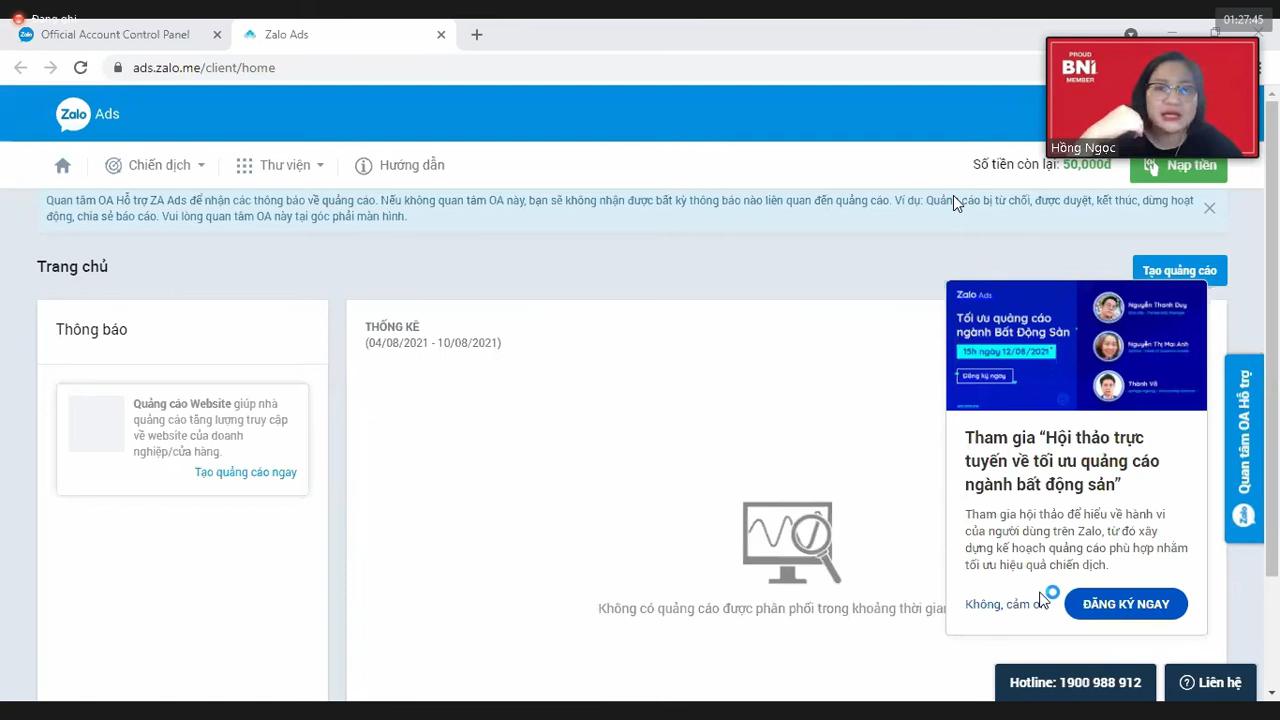 Đang ghi
01:27:45
Official Account Control Panel
Zalo Ads
ads.zalo.me/client/home
PROUD
BNI
MEMBER
Hồng Ngọc
Zalo Ads
Chiến dịch
Thư viện
Hướng dẫn
Số tiền còn lại: 50,000đ
Nạp tiền
Quan tâm OA Hỗ trợ ZA Ads để nhận các thông báo về quảng cáo. Nếu không quan tâm OA này, bạn sẽ không nhận được bất kỳ thông báo nào liên quan đến quảng cáo. Ví dụ: Quảng cáo bị từ chối, được duyệt, kết thúc, dừng hoạt
động, chia sẻ báo cáo. Vui lòng quan tâm OA này tại góc phải màn hình.
Trang chủ
Tạo quảng cáo
Thông báo
Quảng cáo Website giúp nhà
quảng cáo tăng lượng truy cập
về website của doanh
nghiệp/cửa hàng.
Tạo quảng cáo ngay
THỐNG KÊ
(04/08/2021 - 10/08/2021)
Không có quảng cáo được phân phối trong khoảng thời gian
Zalo Ads
Tối ưu quảng cáo
ngành Bất Động Sản
15h ngày 12/08/2021
Đăng ký ngay
Nguyễn Thanh Duy
Nguyễn Thị Mai Anh
Thành Võ
Tham gia “Hội thảo trực
tuyến về tối ưu quảng cáo
ngành bất động sản”
Tham gia hội thảo để hiểu về hành vi
của người dùng trên Zalo, từ đó xây
dựng kế hoạch quảng cáo phù hợp nhằm
tối ưu hiệu quả chiến dịch.
Không, cảm
ĐĂNG KÝ NGAY
Quan tâm OA Hỗ trợ
Zalo
Hotline: 1900 988 912
Liên hệ